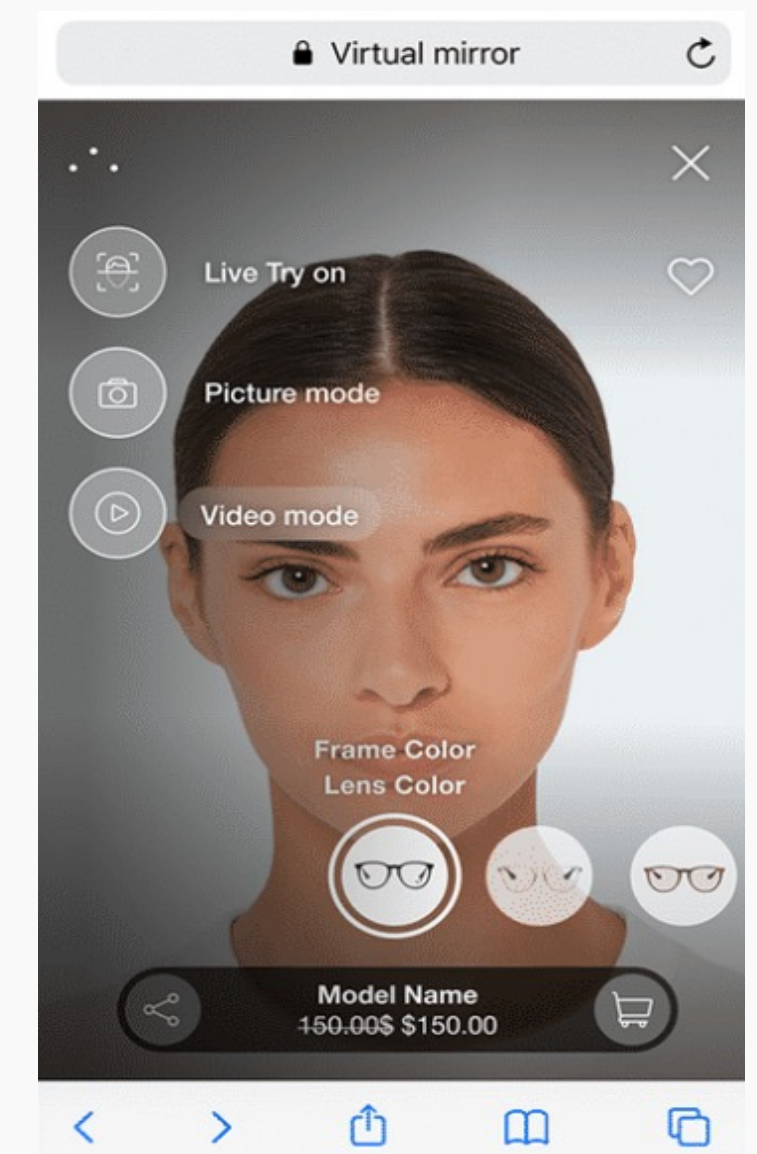 Virtual mirror
Live Try on
Picture mode
Video mode
Frame Color
Lens Color
Model Name
150.00$ $150.00